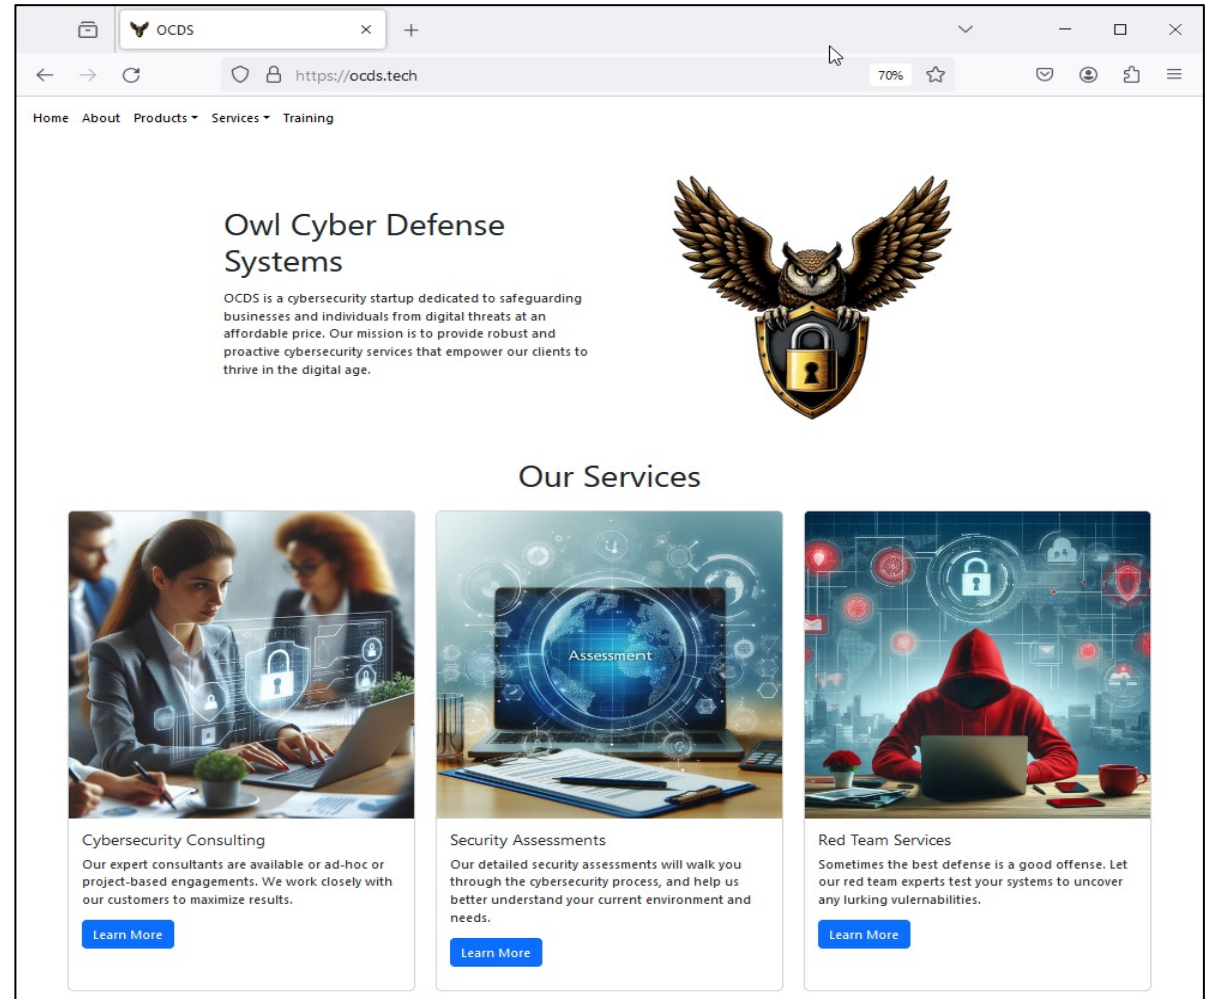 OCDS
https://ocds.tech
70%
Home About Products Services Training
Owl Cyber Defense
Systems
OCDS is a cybersecurity startup dedicated to safeguarding
businesses and individuals from digital threats at an
affordable price. Our mission is to provide robust and
proactive cybersecurity services that empower our clients to
thrive in the digital age.
Our Services
Assessment
Cybersecurity Consulting
Our expert consultants are available or ad-hoc or
project-based engagements. We work closely with
our customers to maximize results.
Learn More
Security Assessments
Our detailed security assessments will walk you
through the cybersecurity process, and help us
better understand your current environment and
needs.
Learn More
Red Team Services
Sometimes the best defense is a good offense. Let
our red team experts test your systems to uncover
any lurking vulernabilities.
Learn More